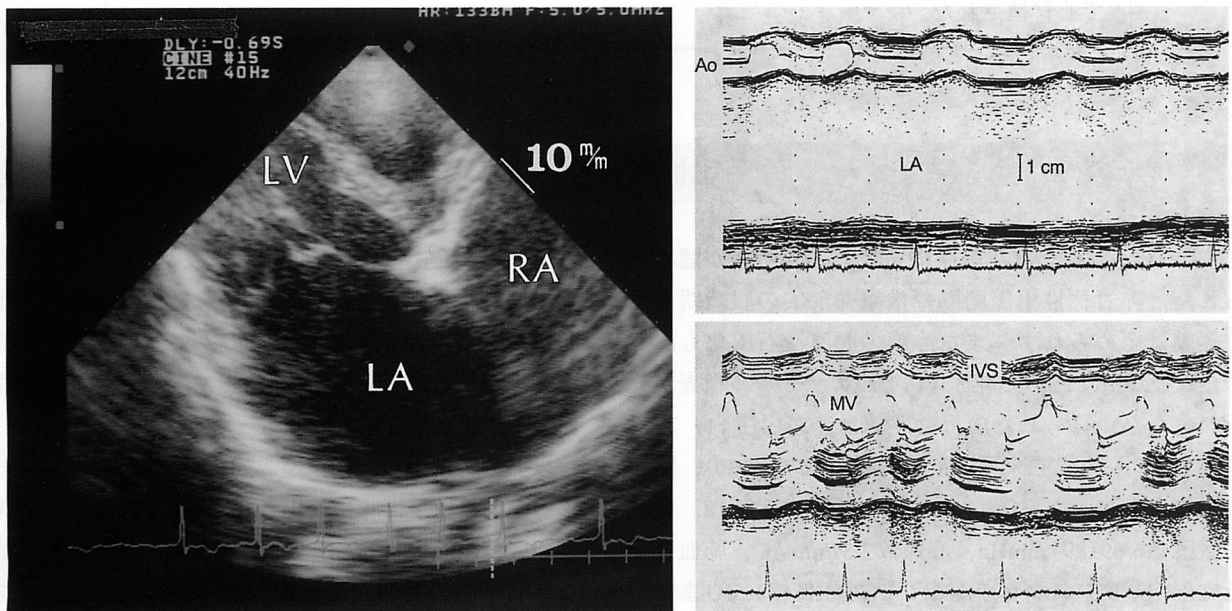 HR:133BM F:5.0/5.0MHZ
DLY:-0.69S
CINE #15
12cm 40Hz
LV
10 m/m
RA
LA
Ao
LA
1 cm
IVS
MV